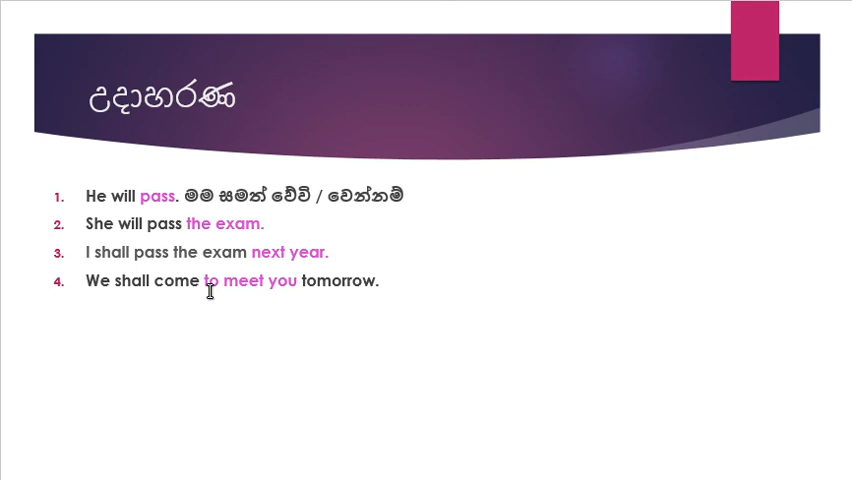 උදාහරණ
1. He will pass. මම සමත් වේවි / වෙන්නම්
2. She will pass the exam.
3. I shall pass the exam next year.
4. We shall come to meet you tomorrow.